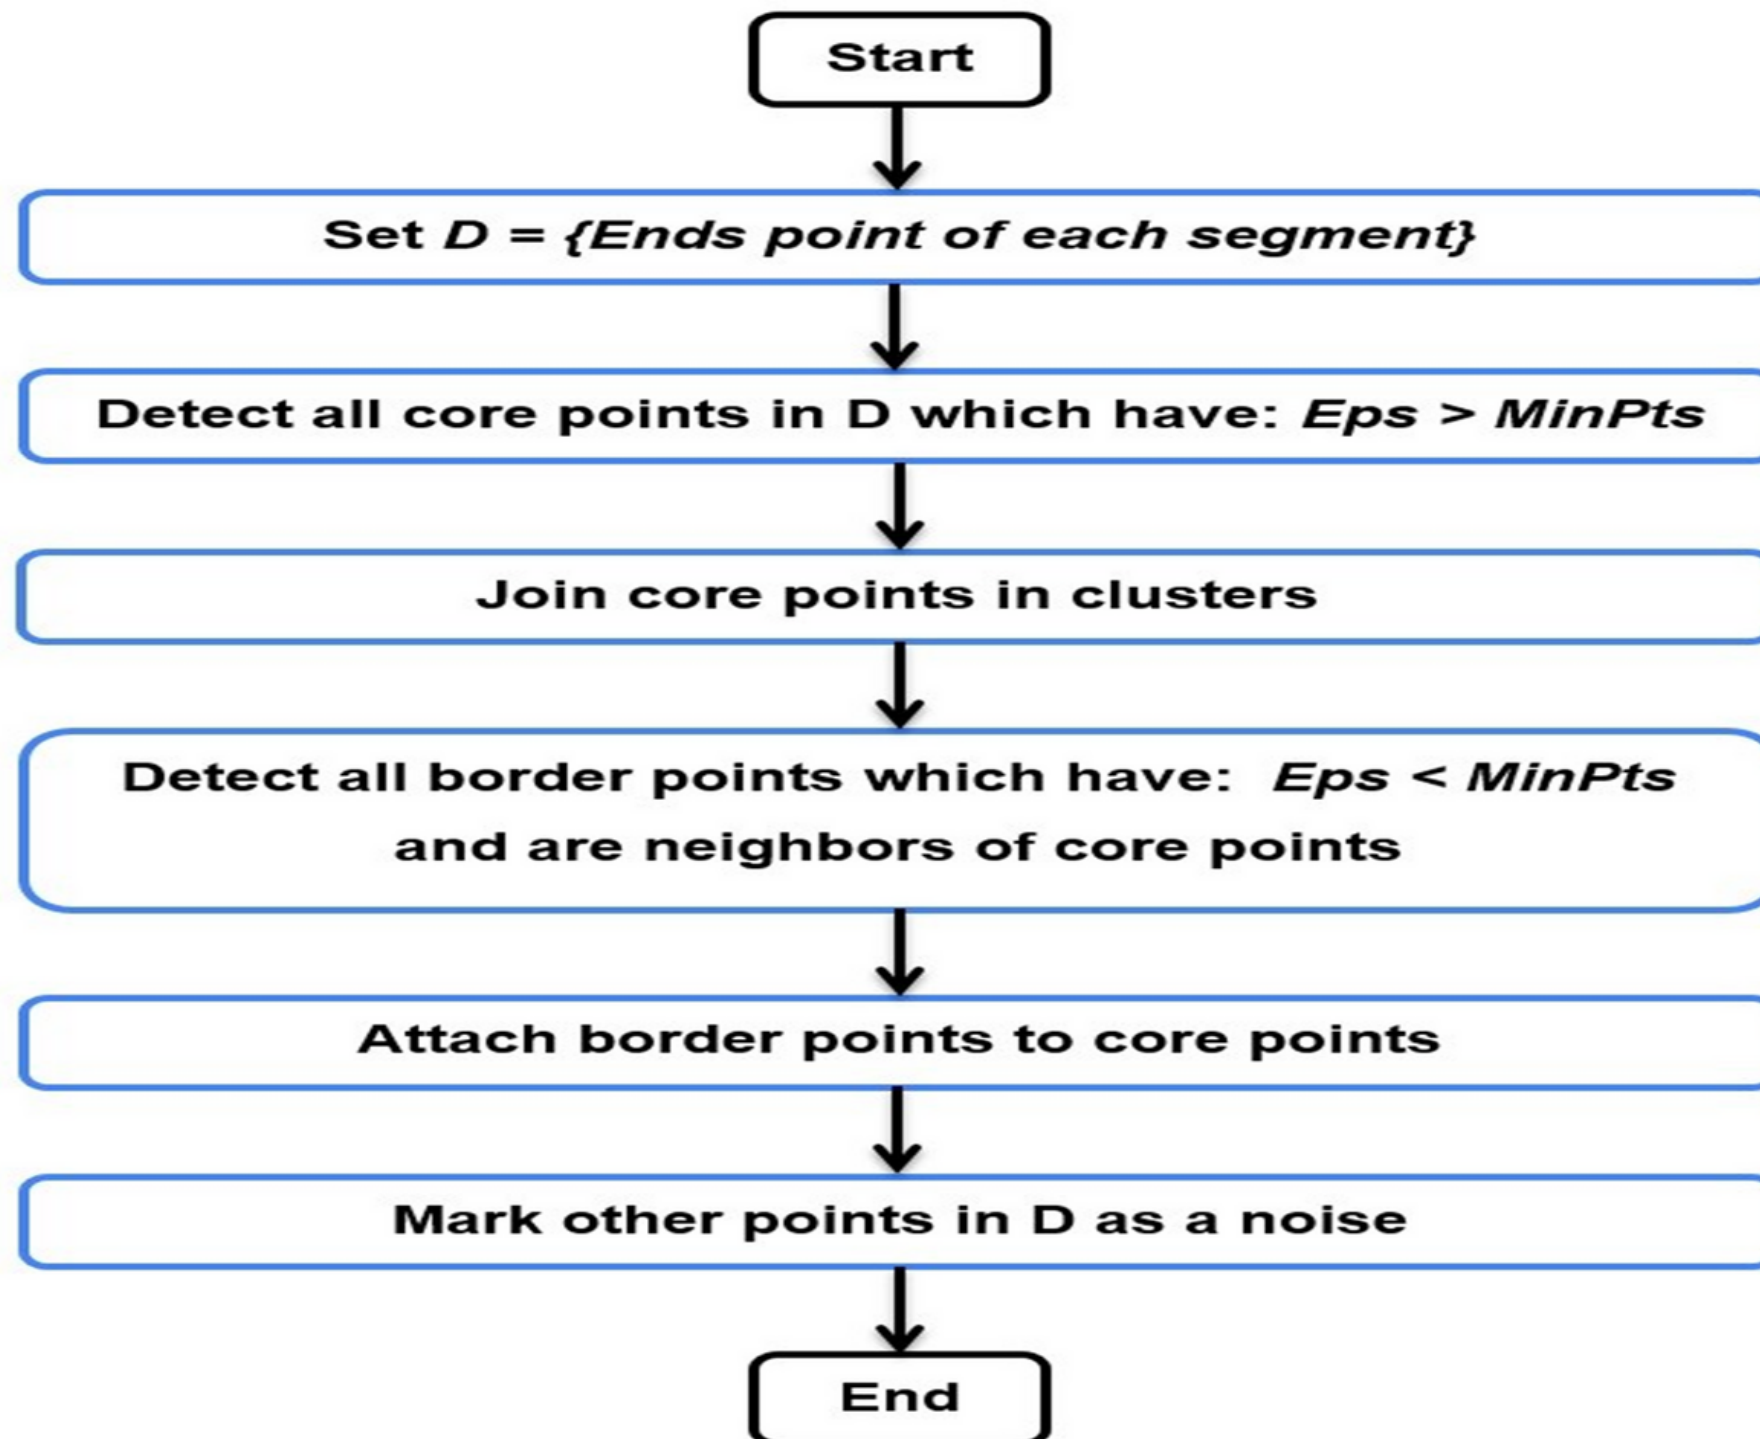 Start
Set D = {Ends point of each segment}
Detect all core points in D which have: Eps > MinPts
Join core points in clusters
Detect all border points which have: Eps < MinPts
and are neighbors of core points
Attach border points to core points
Mark other points in D as a noise
End